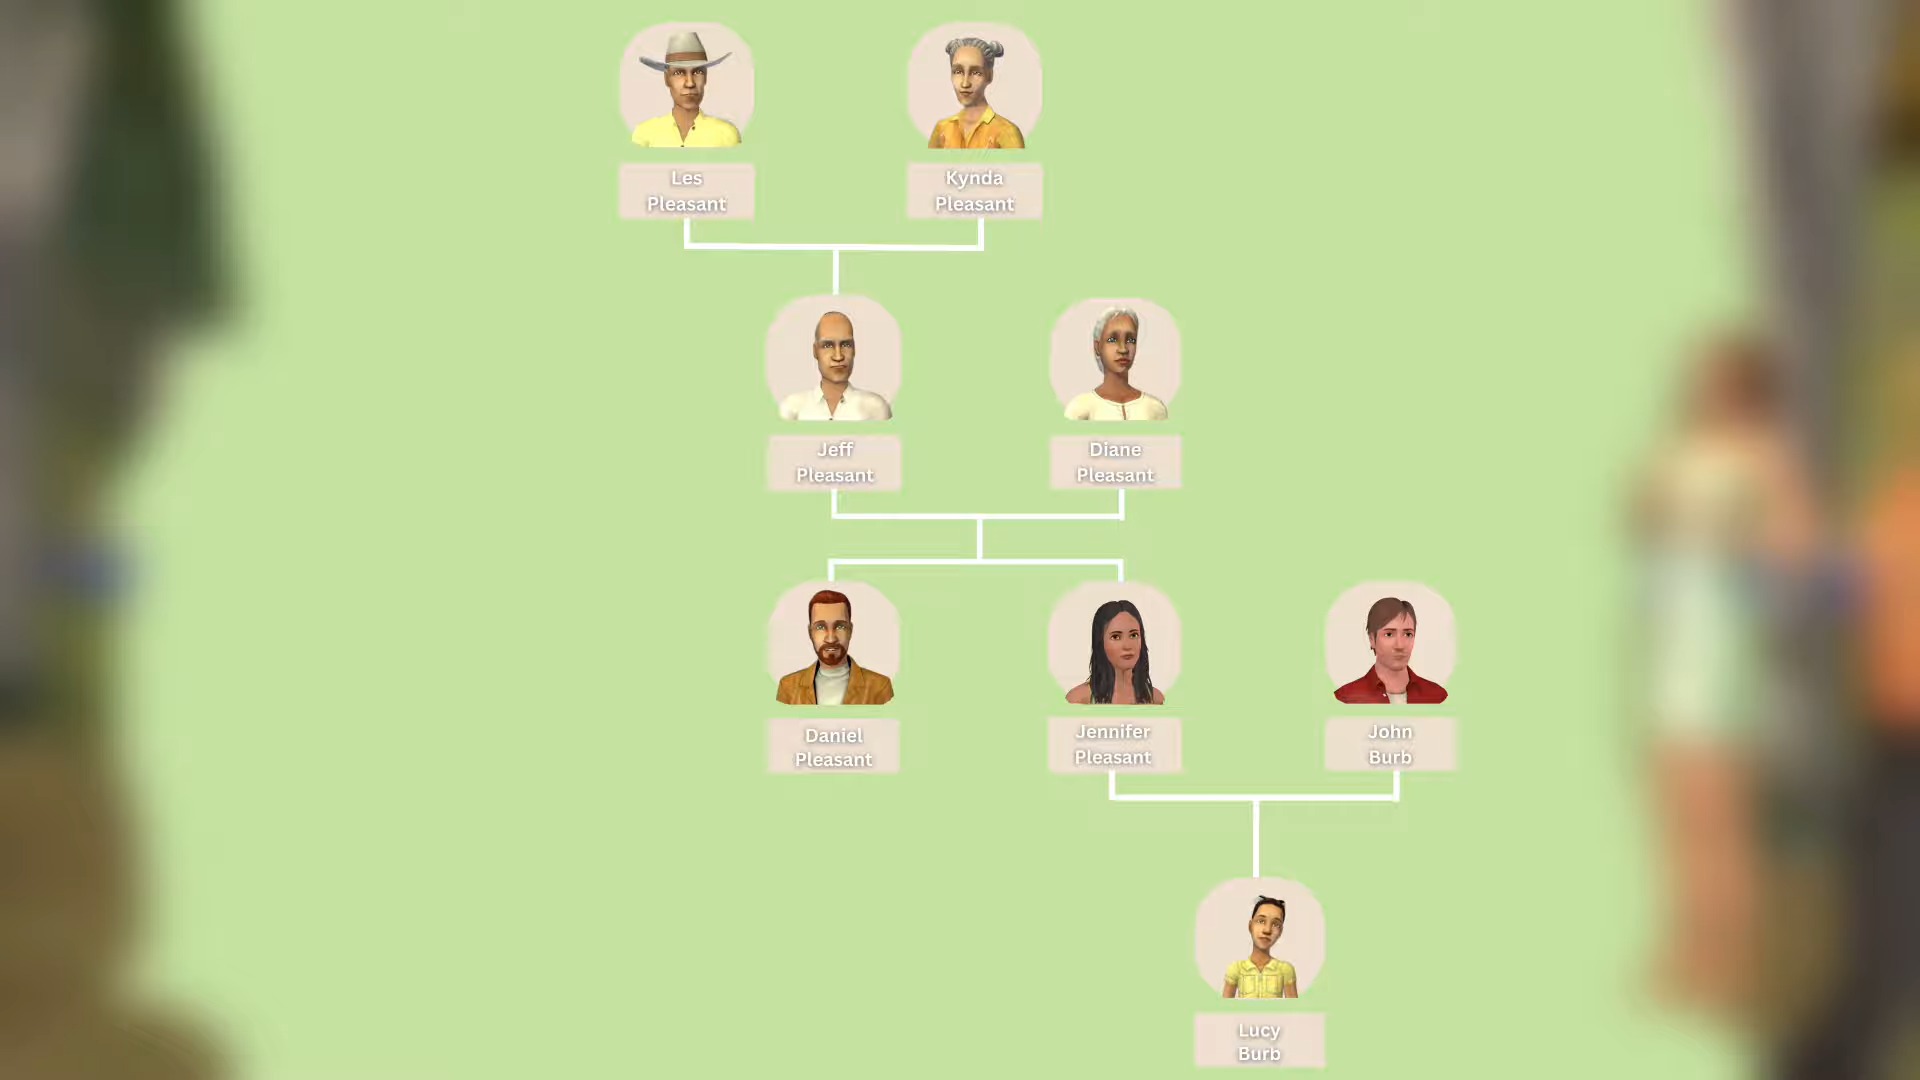 Les
Pleasant
Kynda
Pleasant
Jeff
Pleasant
Diane
Pleasant
Daniel
Pleasant
Jennifer
Pleasant
John
Burb
Lucy
Burb